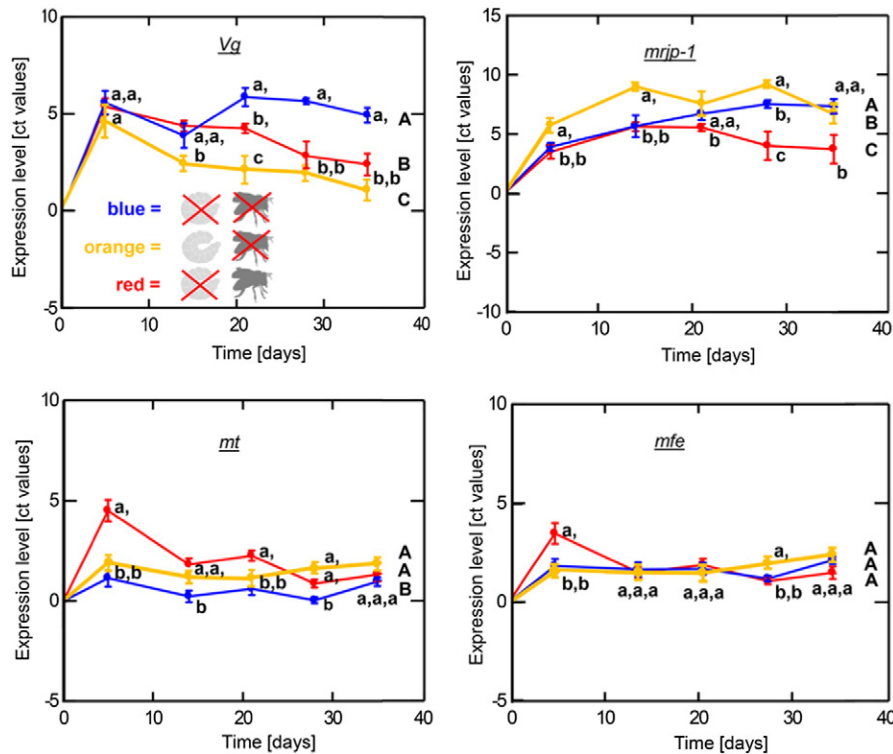 Vg
Expression level [ct values]
10
5
0
-5
a,a,
a
a,a,
b
a,
b,
c
a,
b,b
a,
b,b
A
B
C
blue =
orange =
red =
0 10 20 30 40
Time [days]
mrjp-1
Expression level [ct values]
15
10
5
0
-5
-10
a,
b,b
a,
b,b
a,a,
b
a,
b,
c
a,a,
b
A
B
C
0 10 20 30 40
Time [days]
mt
Expression level [ct values]
10
5
0
-5
a,
b,b
a,a,
b
a,
b,b
a,
a,
b
a,a,a
A
A
B
0 10 20 30 40
Time [days]
mfe
Expression level [ct values]
10
5
0
-5
a,
b,b
a,a,a
a,a,a
a,
b,b
a,a,a
A
A
A
0 10 20 30 40
Time [days]